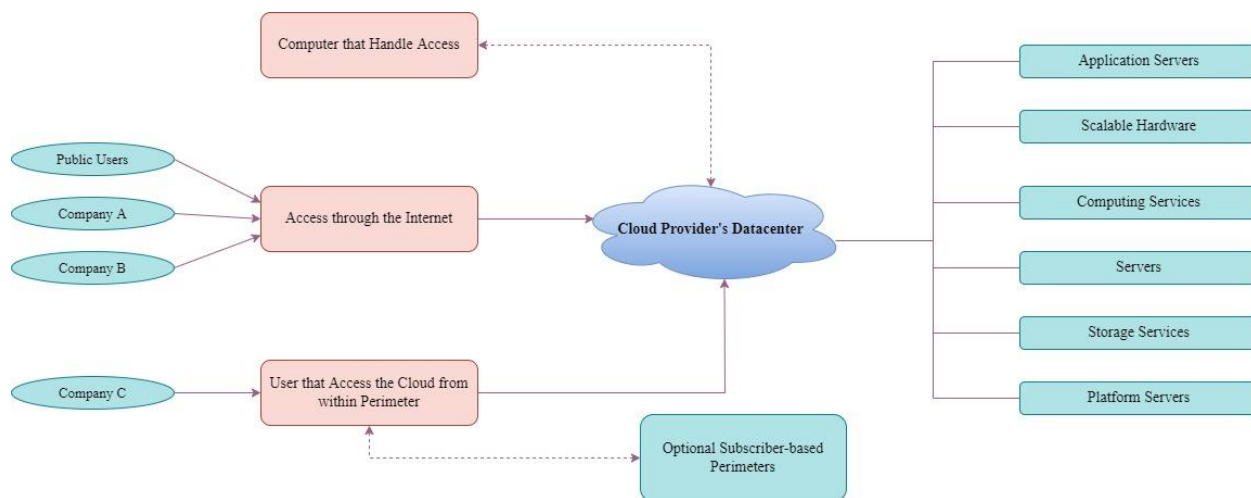 Computer that Handle Access
Public Users
Company A
Company B
Access through the Internet
Cloud Provider's Datacenter
Application Servers
Scalable Hardware
Computing Services
Servers
Storage Services
Platform Servers
Company C
User that Access the Cloud from
within Perimeter
Optional Subscriber-based
Perimeters